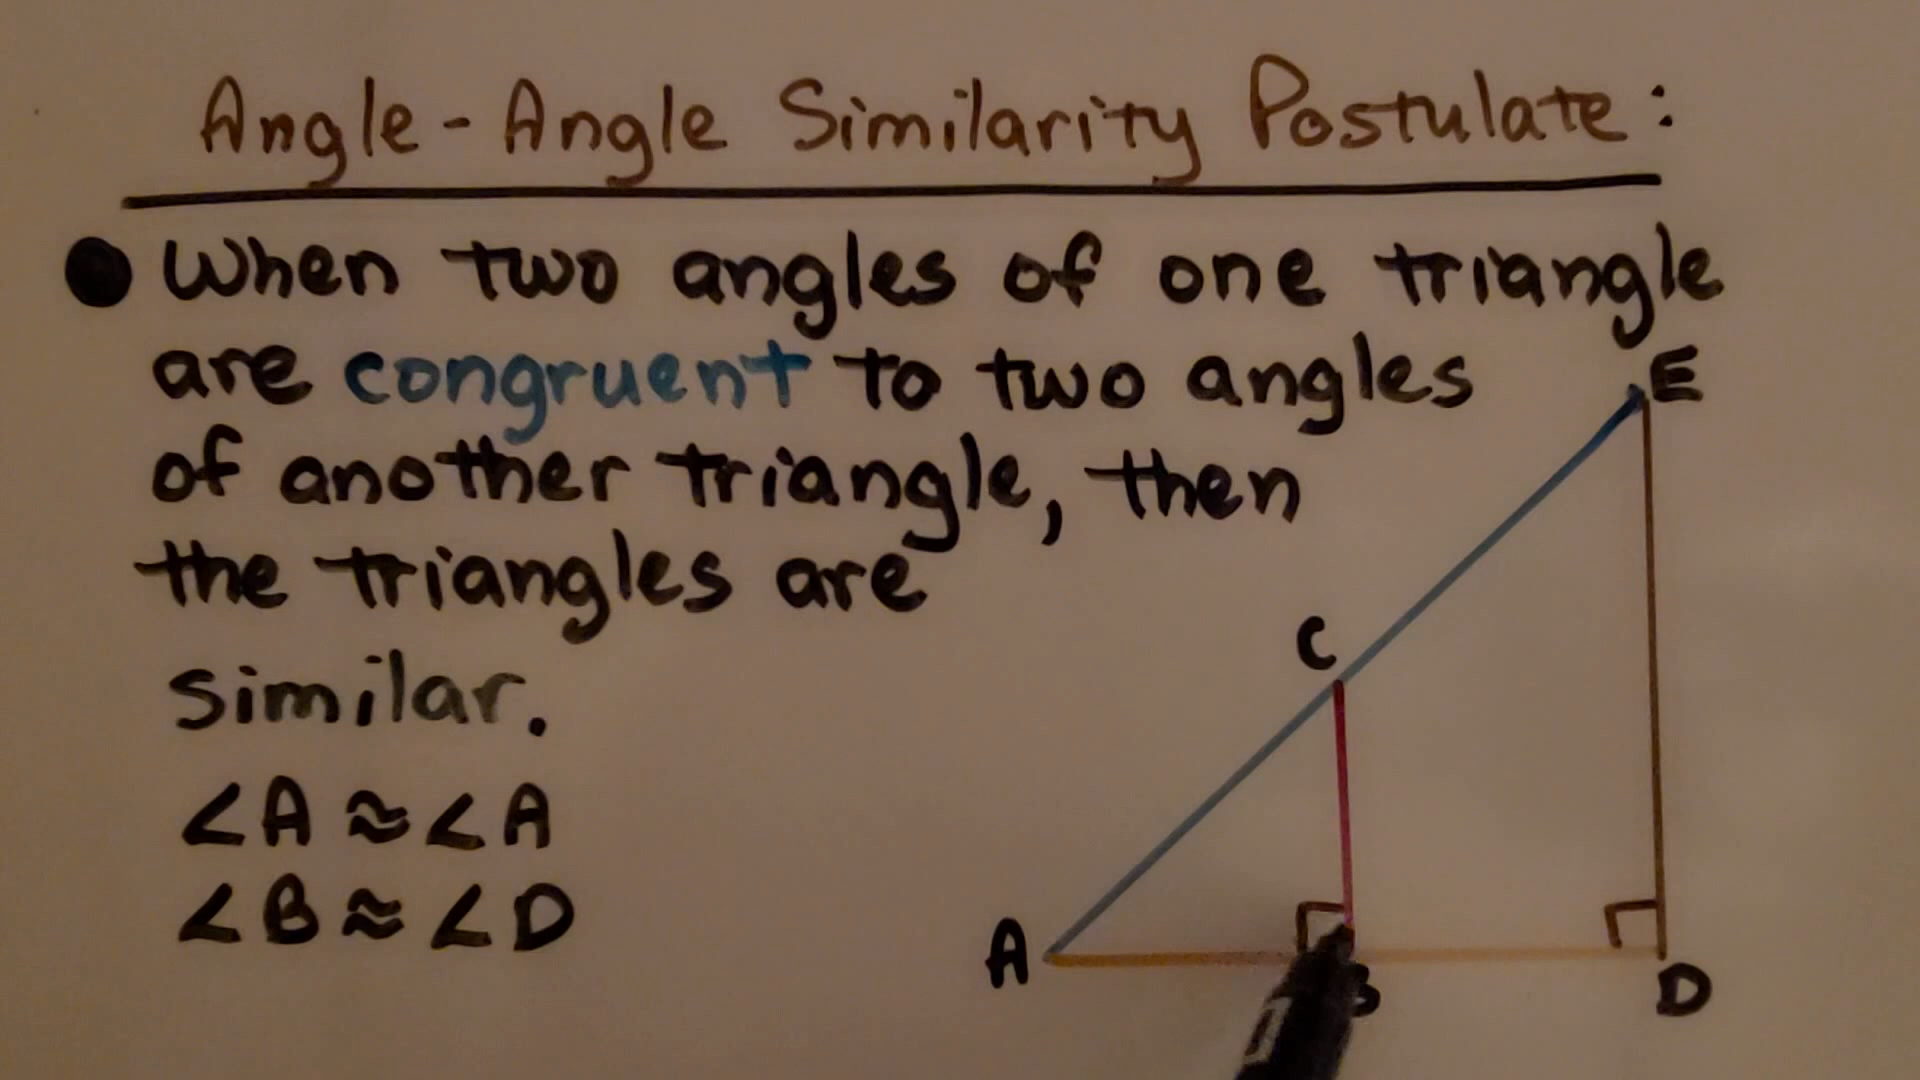 Angle-Angle Similarity Postulate:
● When two angles of one triangle
are congruent to two angles
of another triangle, then
the triangles are
similar.
∠A ≈ ∠A
∠B ≈ ∠D
E
C
A
B
D